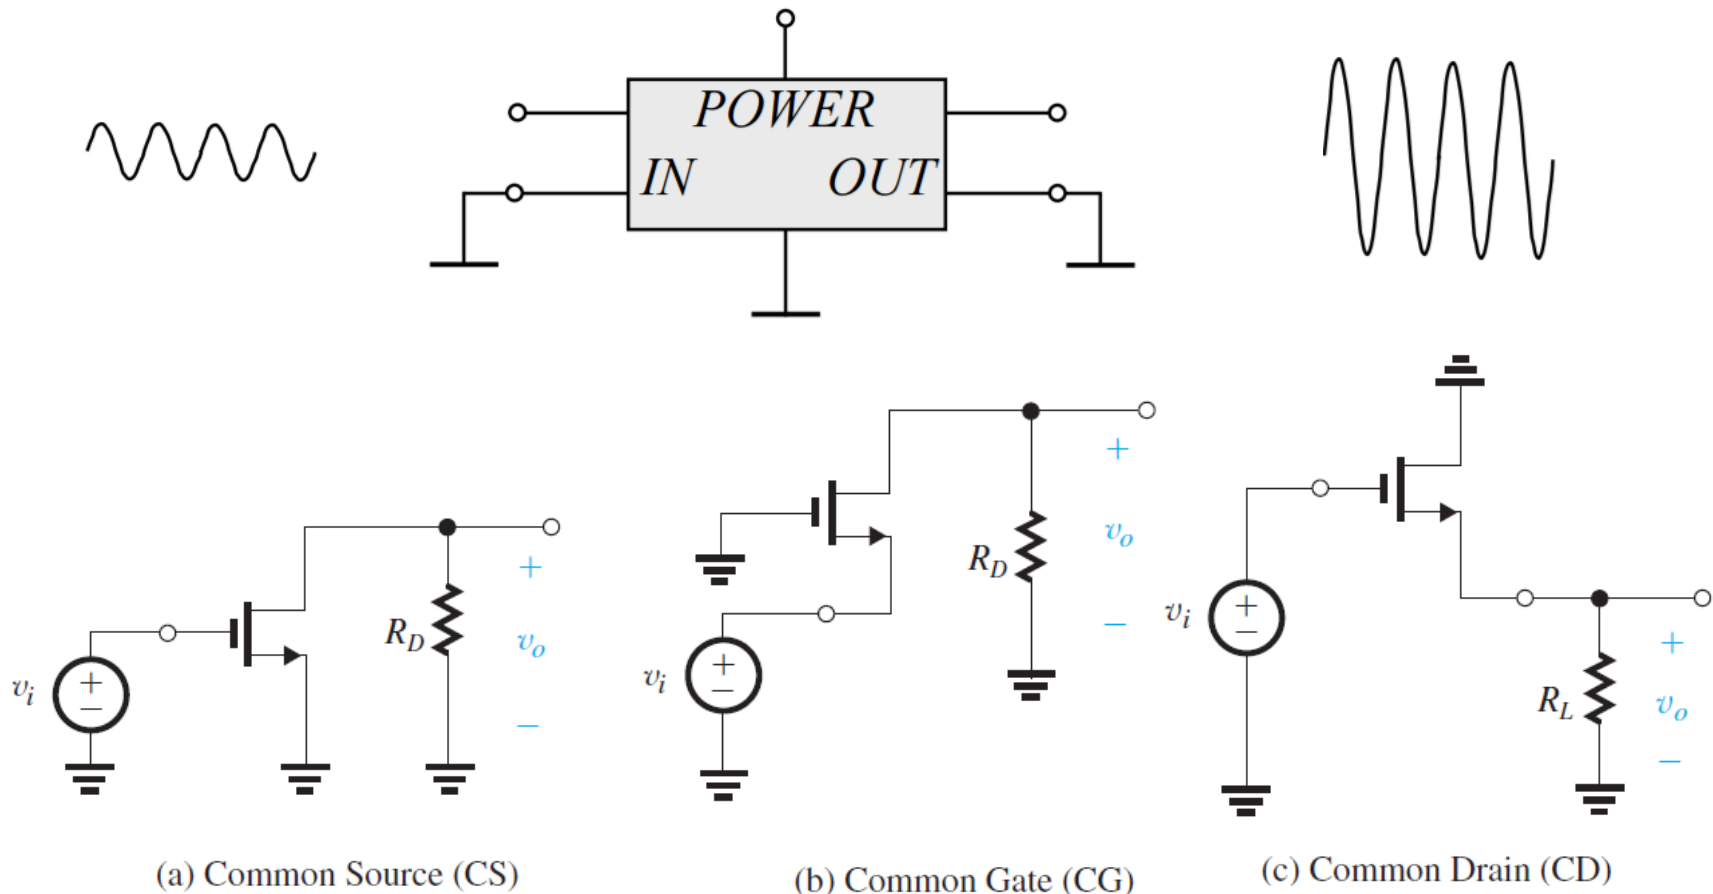 POWER
IN OUT
+
−
v_i
R_D
+
v_o
−
(a) Common Source (CS)
+
−
v_i
R_D
+
v_o
−
(b) Common Gate (CG)
+
−
v_i
R_L
+
v_o
−
(c) Common Drain (CD)